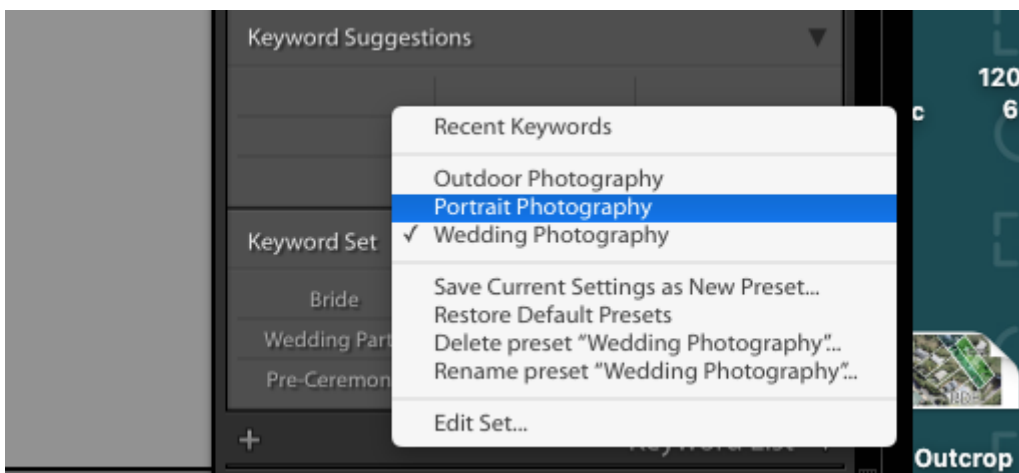 Keyword Suggestions
120
c 6
Recent Keywords
Outdoor Photography
Portrait Photography
Keyword Set ✓ Wedding Photography
Bride
Save Current Settings as New Preset...
Restore Default Presets
Wedding Part
Delete preset “Wedding Photography”...
Pre-Ceremon
Rename preset “Wedding Photography”...
Edit Set...
+ Keyword List
Outcrop